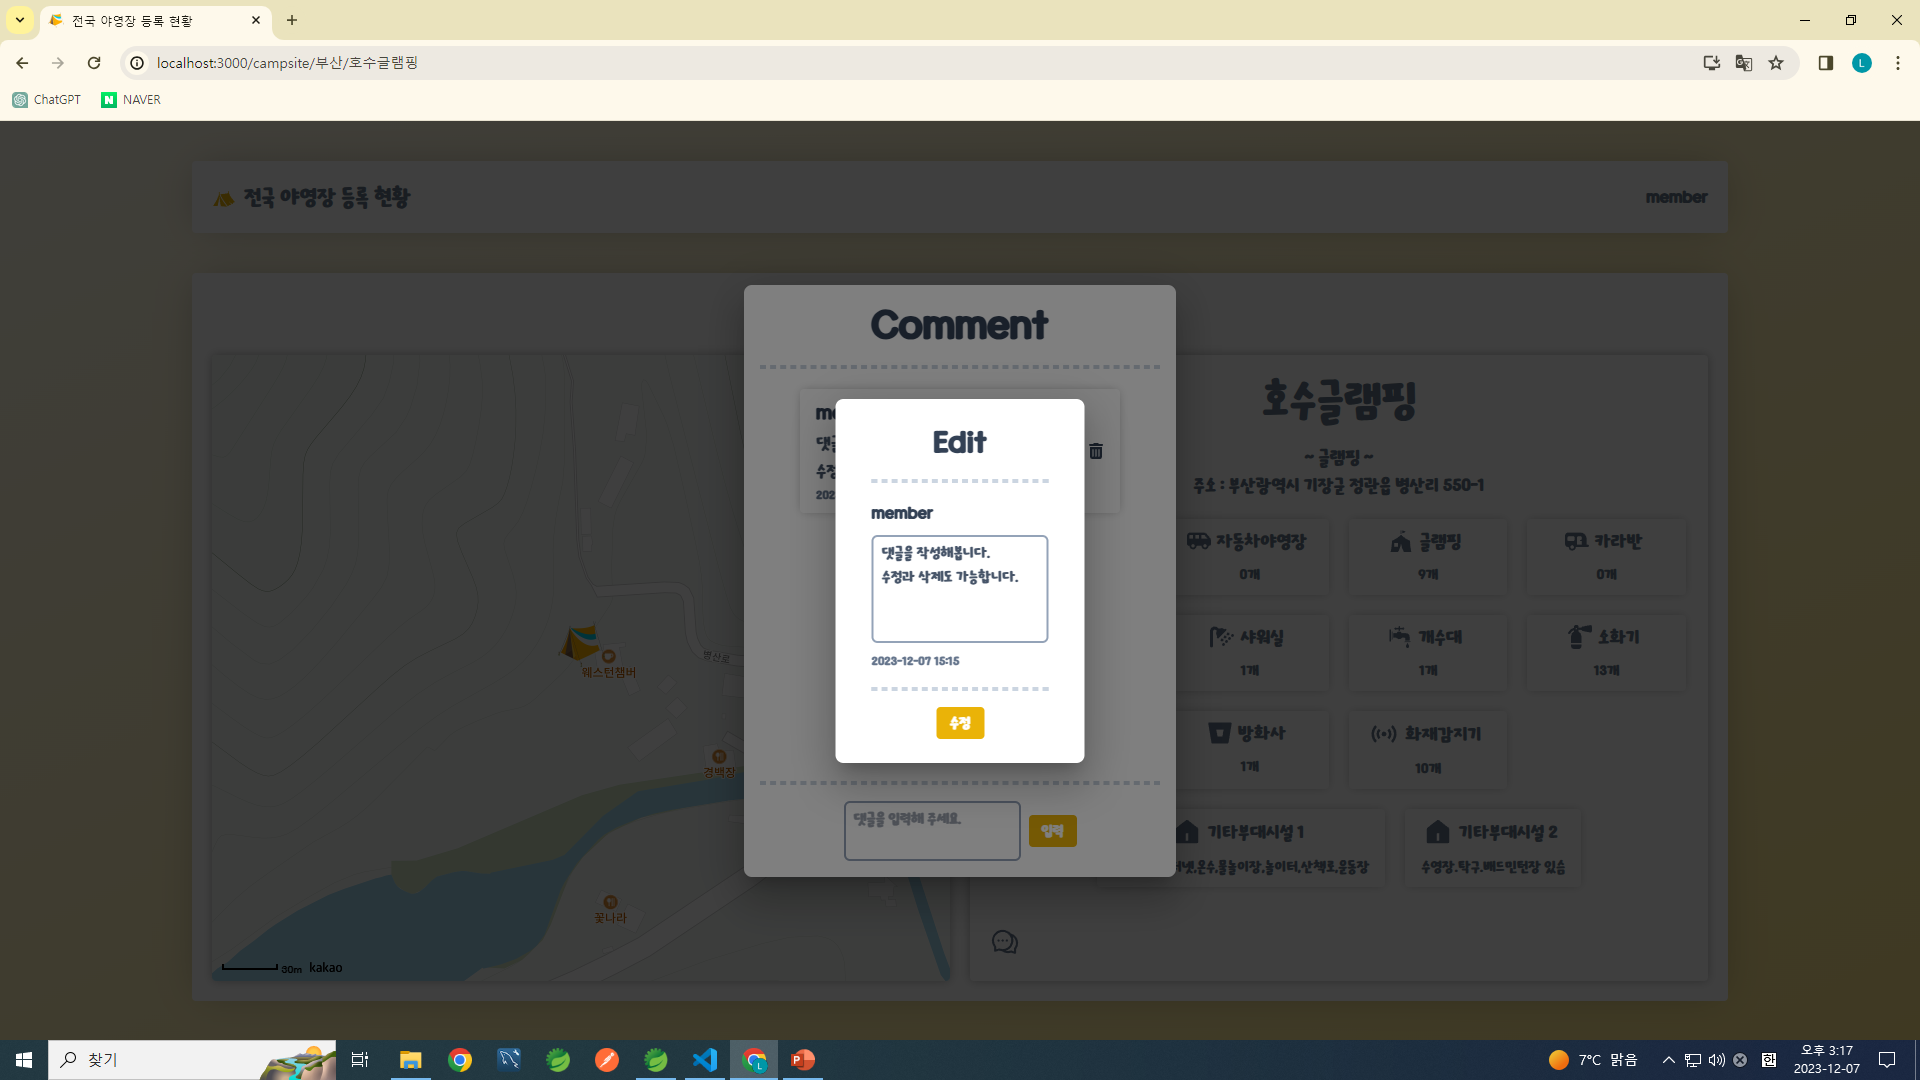 전국 야영장 등록 현황
localhost:3000/campsite/부산/호수글램핑
ChatGPT
NAVER
L
전국 야영장 등록 현황
member
Comment
호수글램핑
~ 글램핑 ~
주소 : 부산광역시 기장군 정관읍 병산리 550-1
자동차야영장
0개
글램핑
9개
카라반
0개
샤워실
1개
개수대
1개
소화기
13개
방화사
1개
화재감지기
10개
기타부대시설 1
온수,물놀이장,놀이터,산책로,운동장
기타부대시설 2
수영장.탁구.배드민턴장 있슴
Edit
member
댓글을 작성해봅니다.
수정과 삭제도 가능합니다.
2023-12-07 15:15
수정
댓글을 입력해 주세요.
입력
병산로
웨스턴챔버
경백장
꽃나라
30m
kakao
찾기
7°C 맑음
한
오후 3:17
2023-12-07